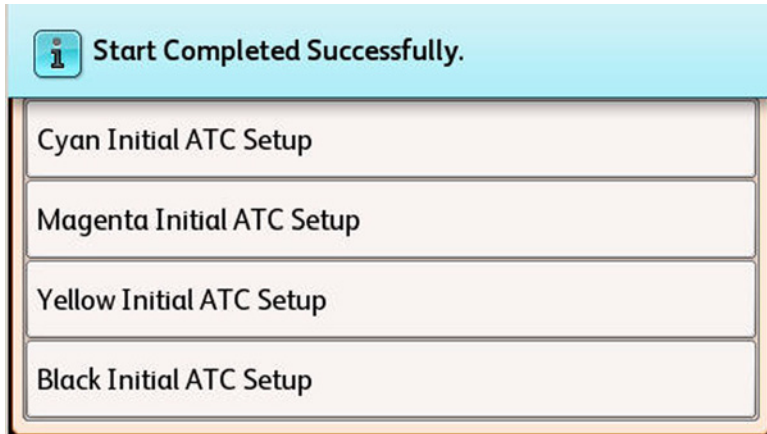 Start Completed Successfully.
Cyan Initial ATC Setup
Magenta Initial ATC Setup
Yellow Initial ATC Setup
Black Initial ATC Setup